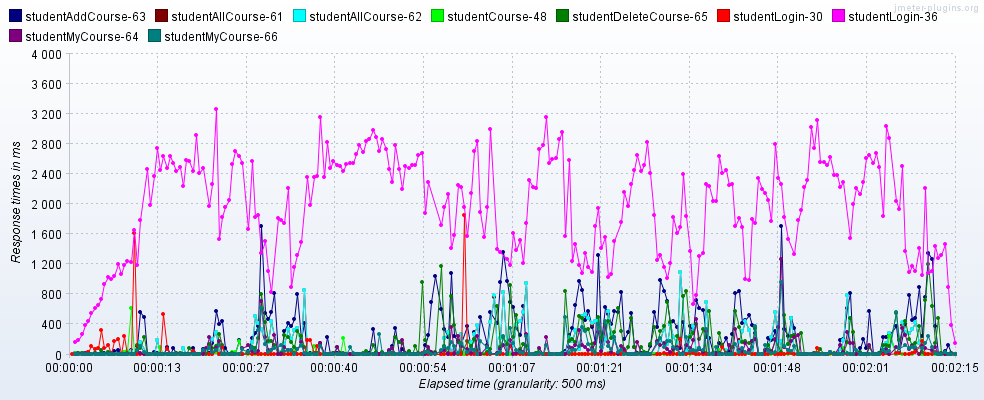 jmeter-plugins.org
studentAddCourse-63 studentAllCourse-61 studentAllCourse-62 studentCourse-48 studentDeleteCourse-65 studentLogin-30 studentLogin-36
studentMyCourse-64 studentMyCourse-66
4 000
3 600
3 200
2 800
2 400
2 000
1 600
1 200
800
400
0
Response times in ms
00:00:00 00:00:13 00:00:27 00:00:40 00:00:54 00:01:07 00:01:21 00:01:34 00:01:48 00:02:01 00:02:15
Elapsed time (granularity: 500 ms)